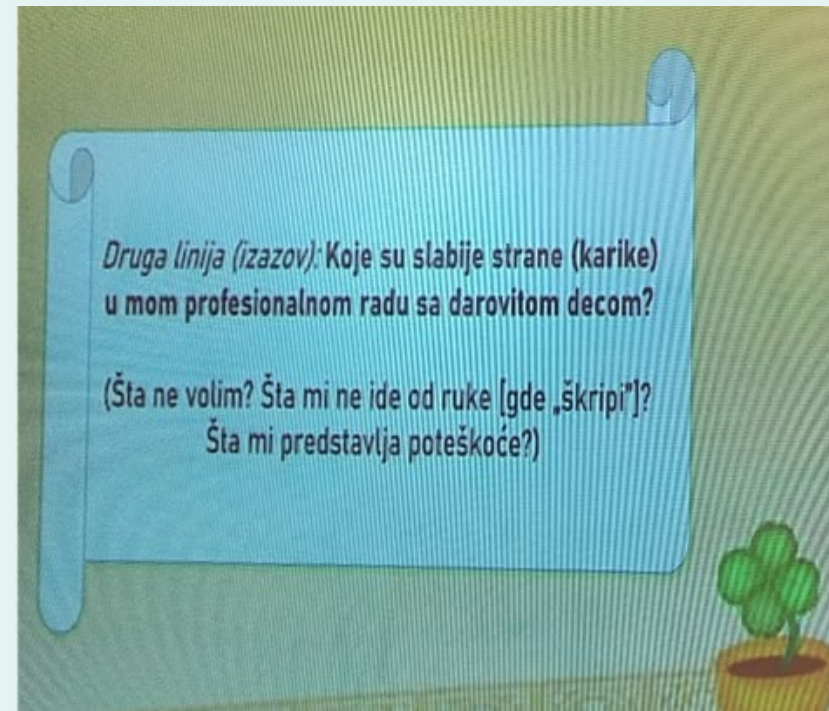 Druga linija (izazov): Koje su slabije strane (karike)
u mom profesionalnom radu sa darovitom decom?
(Šta ne volim? Šta mi ne ide od ruke [gde „škripi”]?
Šta mi predstavlja poteškoće?)